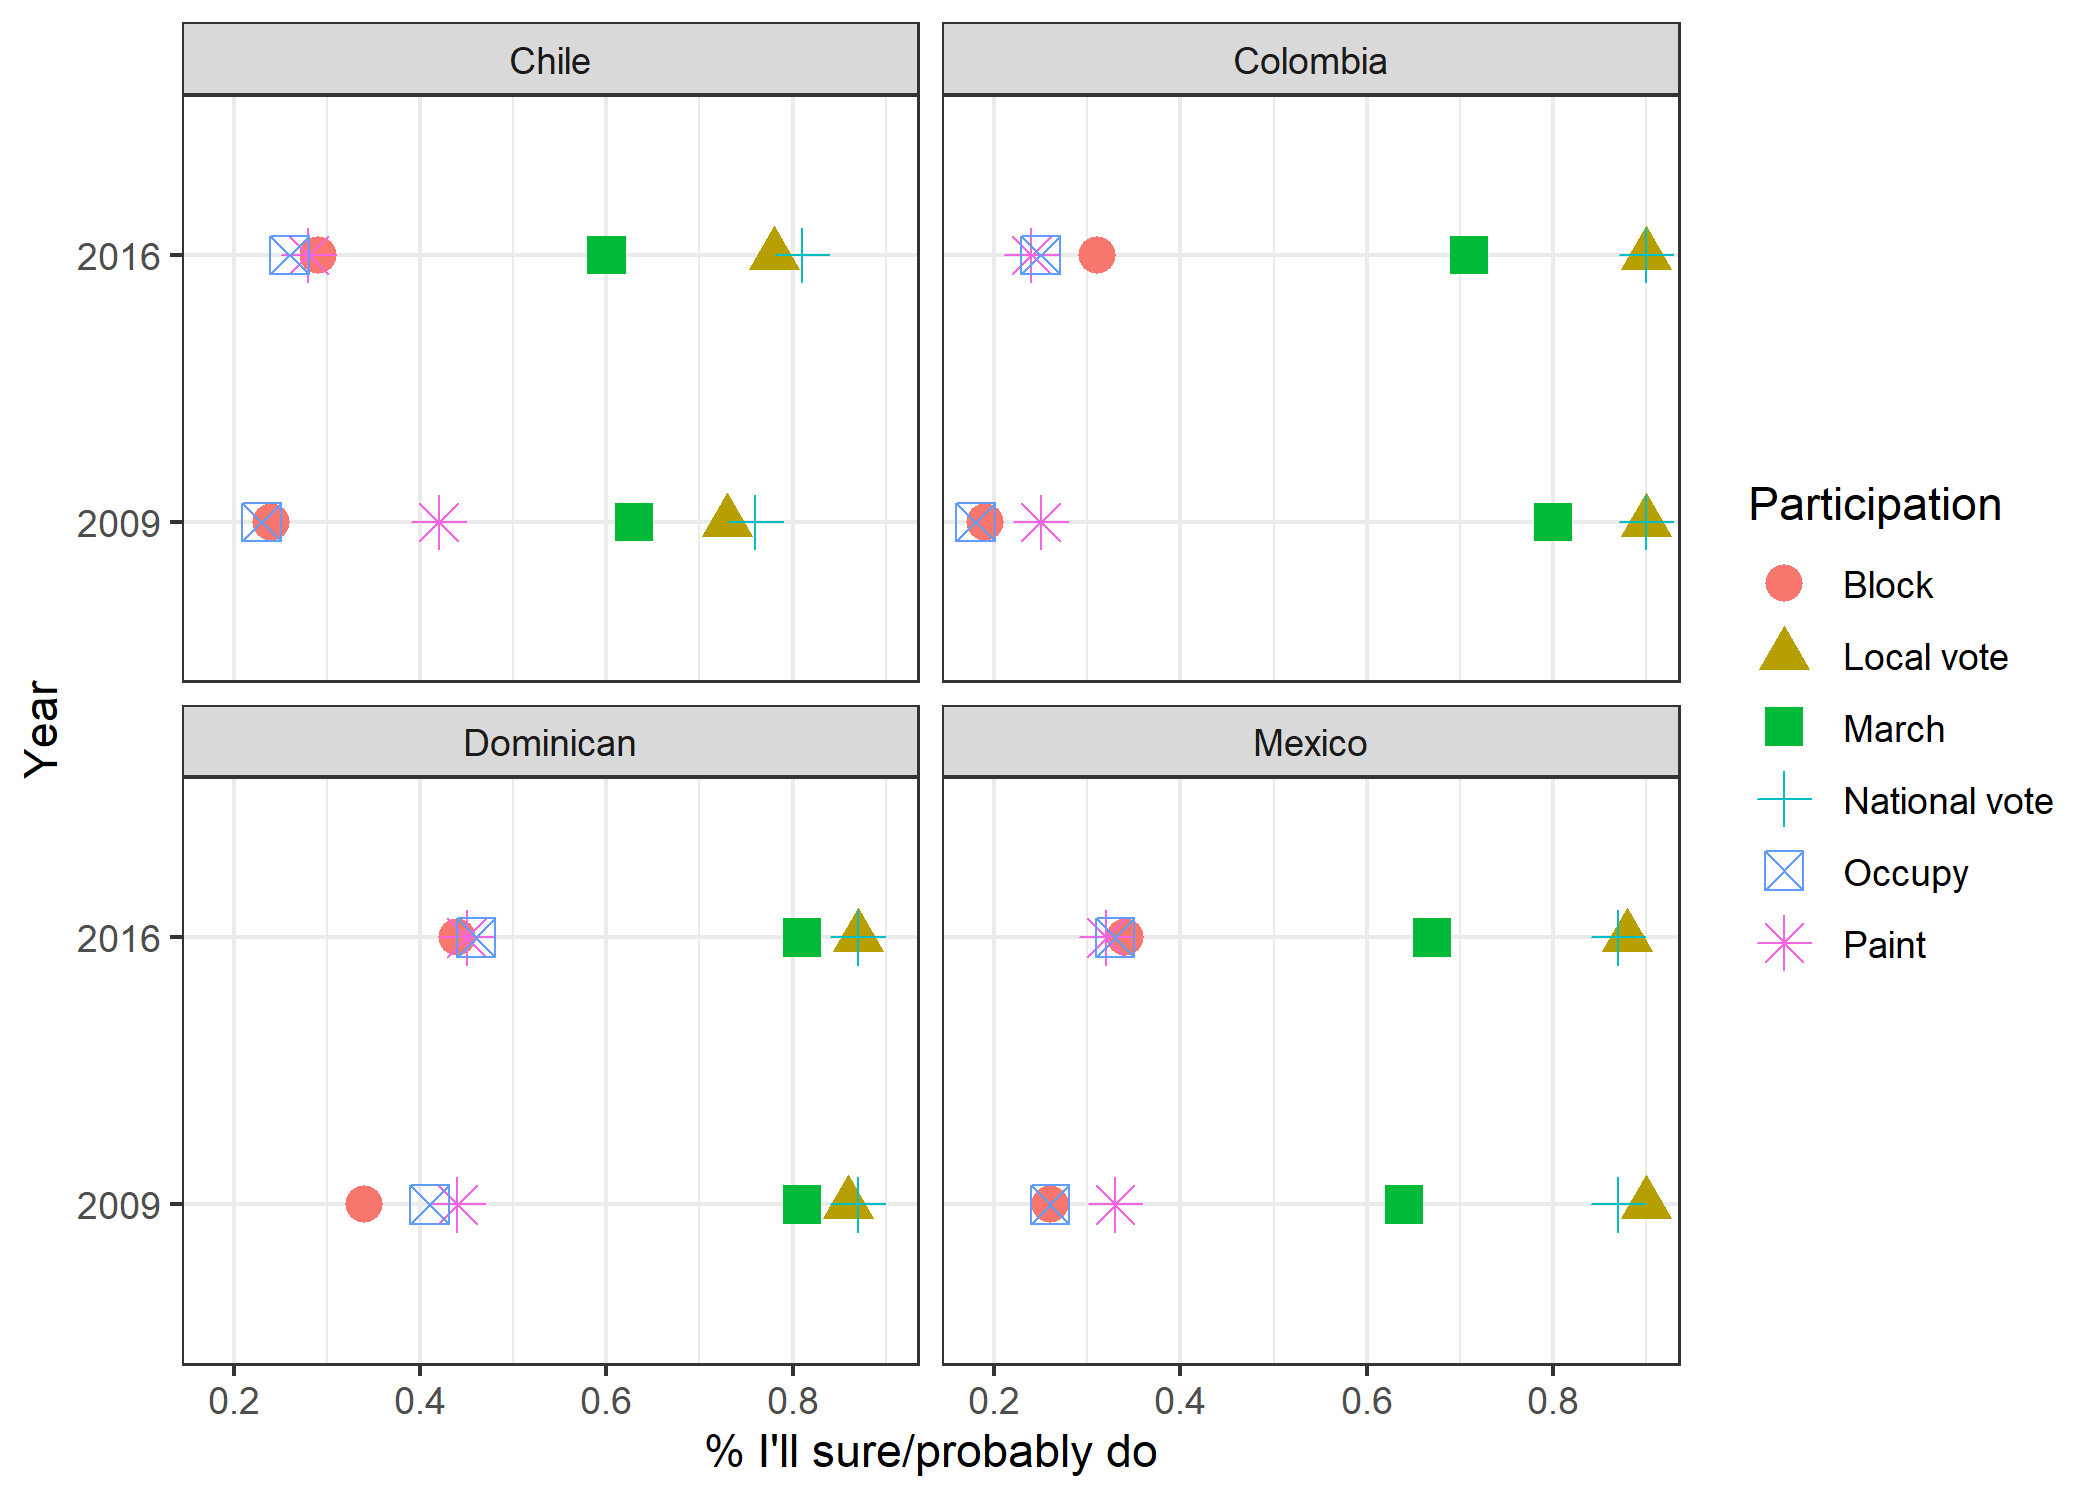 Chile
Colombia
2016
2009
Dominican
Mexico
2016
2009
0.2 0.4 0.6 0.8
0.2 0.4 0.6 0.8
% I'll sure/probably do
Year
Participation
Block
Local vote
March
National vote
Occupy
Paint